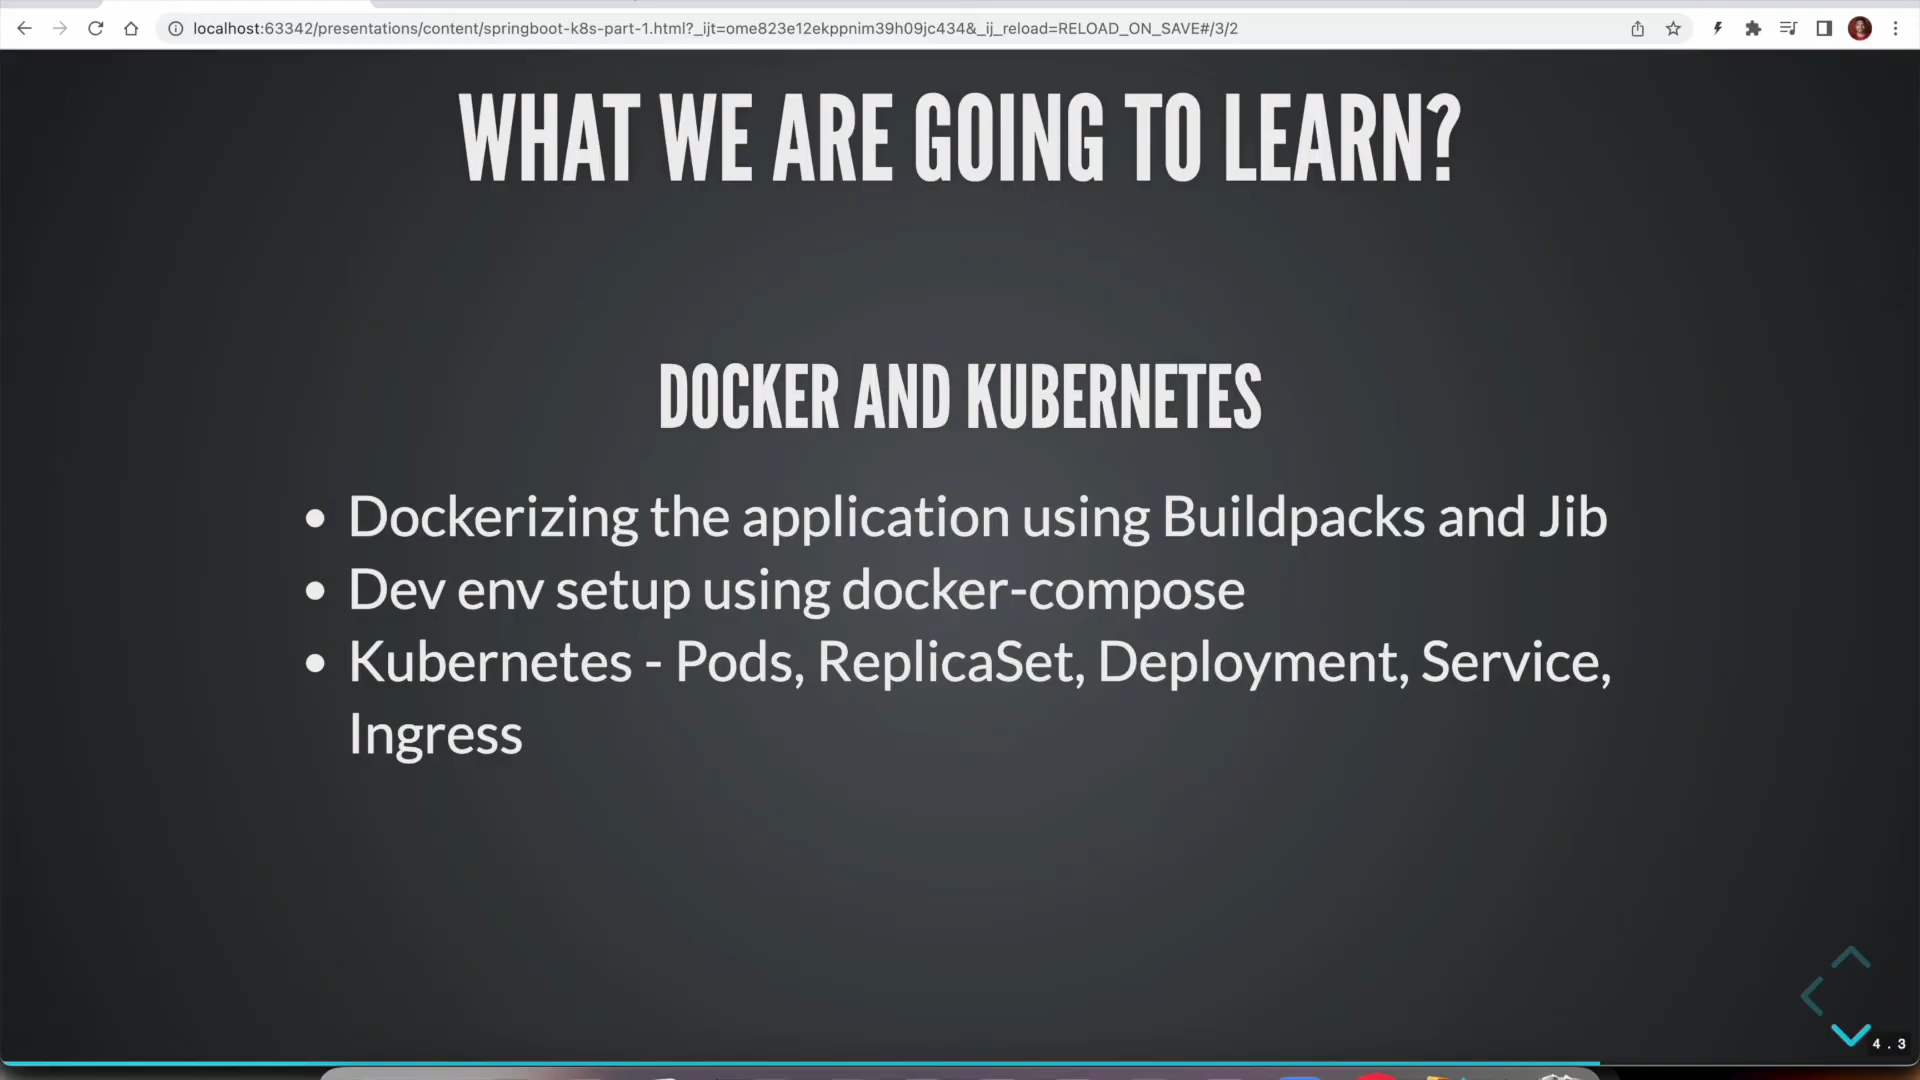 localhost:63342/presentations/content/springboot-k8s-part-1.html?_ijt=ome823e12ekppnim39h09jc434&_ij_reload=RELOAD_ON_SAVE#/3/2
WHAT WE ARE GOING TO LEARN?
DOCKER AND KUBERNETES
• Dockerizing the application using Buildpacks and Jib
• Dev env setup using docker-compose
• Kubernetes - Pods, ReplicaSet, Deployment, Service,
Ingress
4 . 3